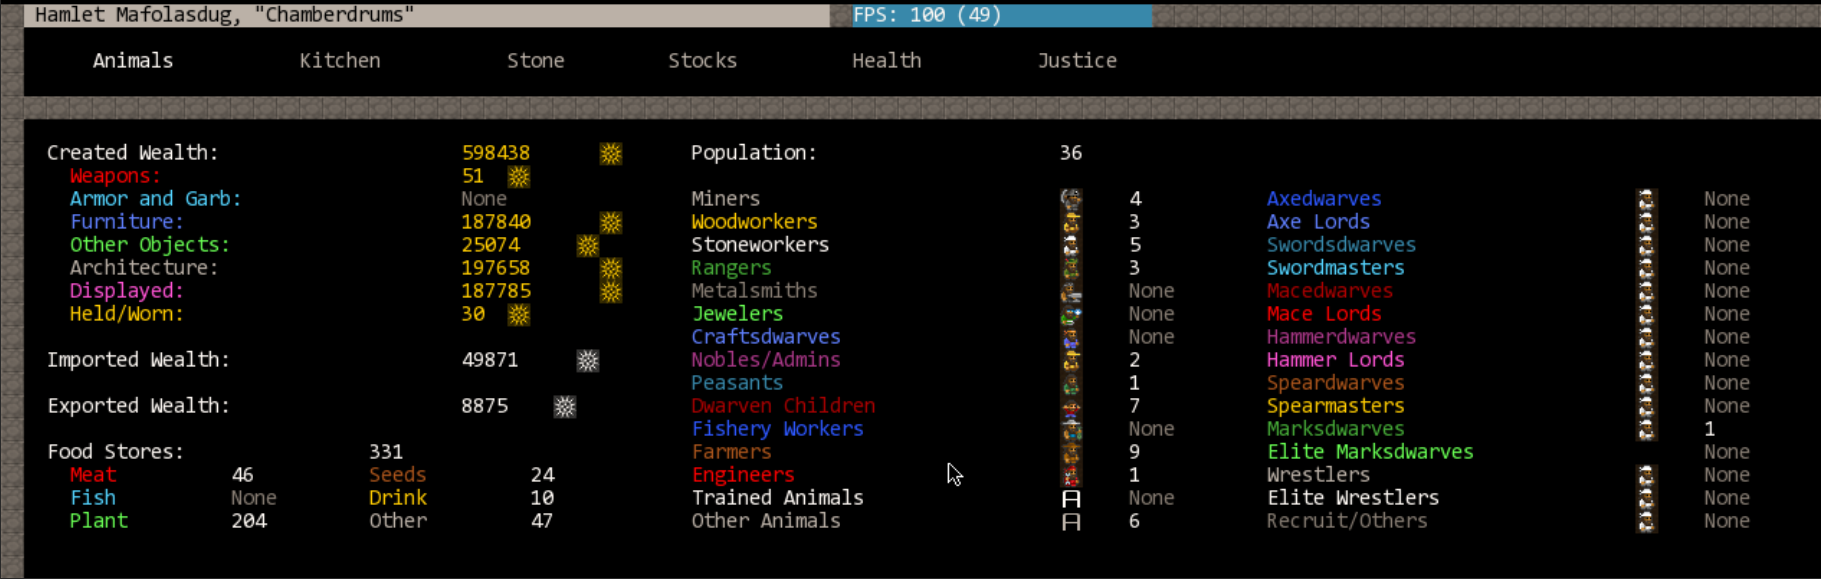 Hamlet Mafolasdug, "Chamberdrums" FPS: 100 (49)
Animals Kitchen Stone Stocks Health Justice
Created Wealth: 598438 Population: 36
Weapons: 51
Armor and Garb: None Miners 4 Axedwarves None
Furniture: 187840 Woodworkers 3 Axe Lords None
Other Objects: 25074 Stoneworkers 5 Swordsdwarves None
Architecture: 197658 Rangers 3 Swordmasters None
Displayed: 187785 Metalsmiths None Macedwarves None
Held/Worn: 30 Jewelers None Mace Lords None
Craftsdwarves None Hammerdwarves None
Imported Wealth: 49871 Nobles/Admins 2 Hammer Lords None
Peasants 1 Speardwarves None
Exported Wealth: 8875 Dwarven Children 7 Spearmasters None
Fishery Workers None Marksdwarves 1
Food Stores: 331 Farmers 9 Elite Marksdwarves None
Meat 46 Seeds 24 Engineers 1 Wrestlers None
Fish None Drink 10 Trained Animals None Elite Wrestlers None
Plant 204 Other 47 Other Animals 6 Recruit/Others None